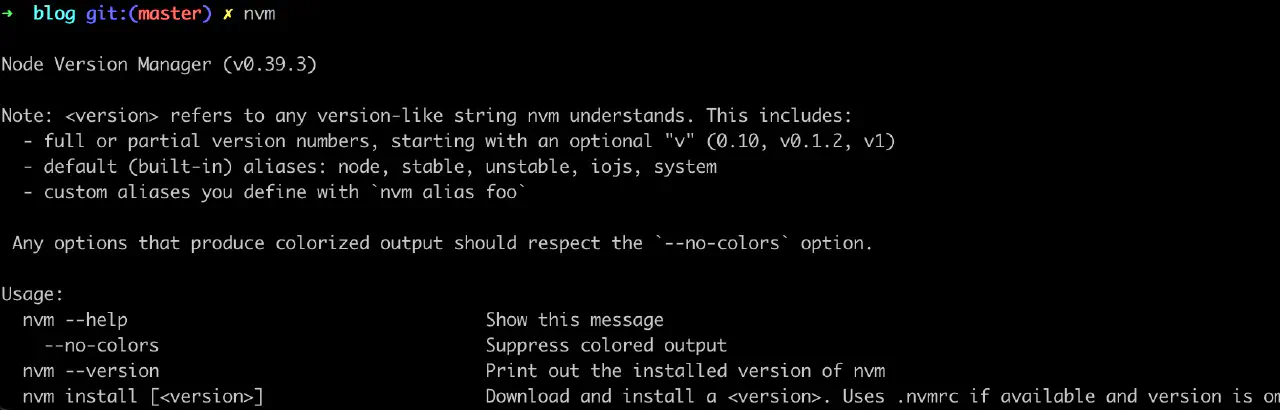 ➜ blog git:(master) ✗ nvm
Node Version Manager (v0.39.3)
Note: <version> refers to any version-like string nvm understands. This includes:
- full or partial version numbers, starting with an optional "v" (0.10, v0.1.2, v1)
- default (built-in) aliases: node, stable, unstable, iojs, system
- custom aliases you define with `nvm alias foo`
Any options that produce colorized output should respect the `--no-colors` option.
Usage:
nvm --help Show this message
--no-colors Suppress colored output
nvm --version Print out the installed version of nvm
nvm install [<version>] Download and install a <version>. Uses .nvmrc if available and version is